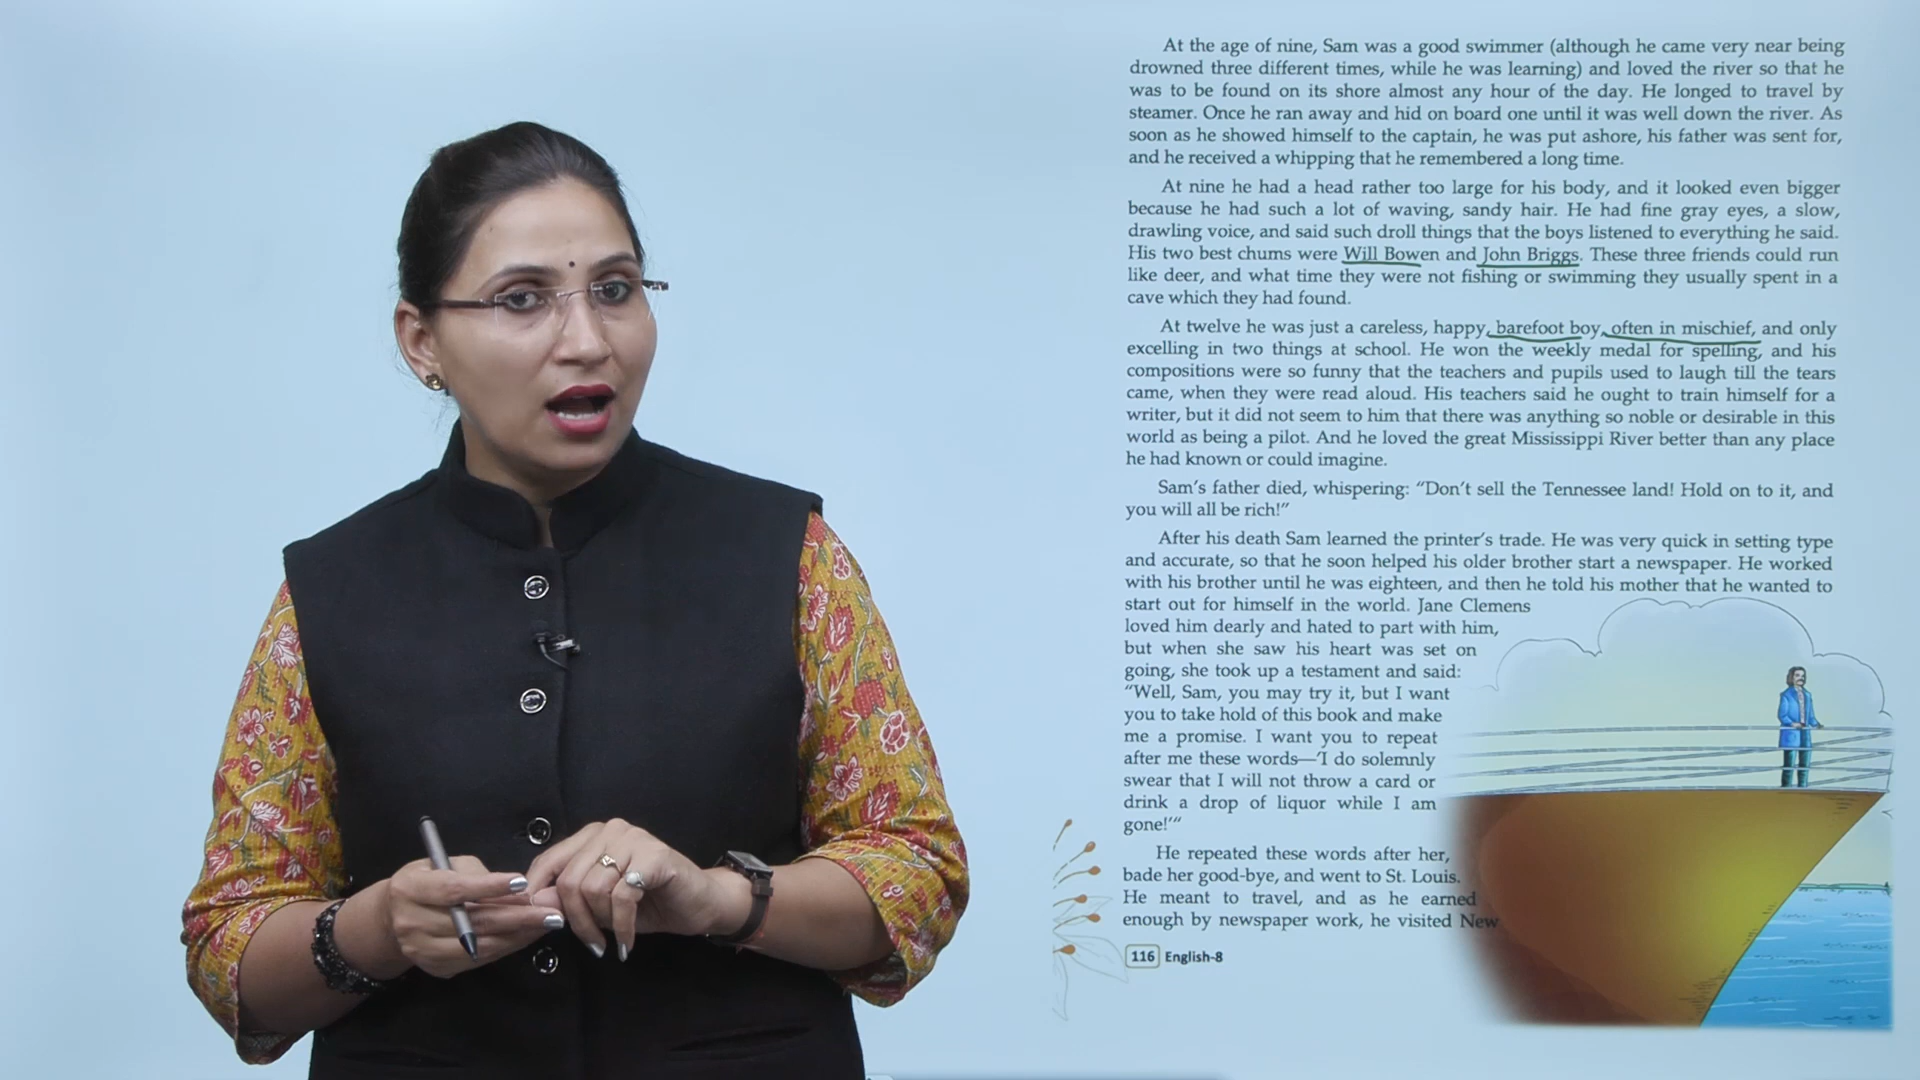 At the age of nine, Sam was a good swimmer (although he came very near being
drowned three different times, while he was learning) and loved the river so that he
was to be found on its shore almost any hour of the day. He longed to travel by
steamer. Once he ran away and hid on board one until it was well down the river. As
soon as he showed himself to the captain, he was put ashore, his father was sent for,
and he received a whipping that he remembered a long time.
At nine he had a head rather too large for his body, and it looked even bigger
because he had such a lot of waving, sandy hair. He had fine gray eyes, a slow,
drawling voice, and said such droll things that the boys listened to everything he said.
His two best chums were Will Bowen and John Briggs. These three friends could run
like deer, and what time they were not fishing or swimming they usually spent in a
cave which they had found.
At twelve he was just a careless, happy, barefoot boy, often in mischief, and only
excelling in two things at school. He won the weekly medal for spelling, and his
compositions were so funny that the teachers and pupils used to laugh till the tears
came, when they were read aloud. His teachers said he ought to train himself for a
writer, but it did not seem to him that there was anything so noble or desirable in this
world as being a pilot. And he loved the great Mississippi River better than any place
he had known or could imagine.
Sam's father died, whispering: “Don't sell the Tennessee land! Hold on to it, and
you will all be rich!”
After his death Sam learned the printer's trade. He was very quick in setting type
and accurate, so that he soon helped his older brother start a newspaper. He worked
with his brother until he was eighteen, and then he told his mother that he wanted to
start out for himself in the world. Jane Clemens
loved him dearly and hated to part with him,
but when she saw his heart was set on
going, she took up a testament and said:
“Well, Sam, you may try it, but I want
you to take hold of this book and make
me a promise. I want you to repeat
after me these words—‘I do solemnly
swear that I will not throw a card or
drink a drop of liquor while I am
gone!’”
He repeated these words after her,
bade her good-bye, and went to St. Louis.
He meant to travel, and as he earned
enough by newspaper work, he visited New
116 English-8